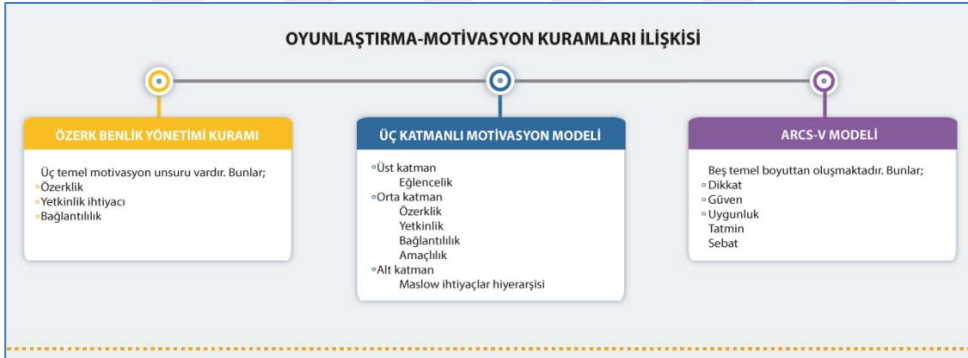 OYUNLAŞTIRMA-MOTİVASYON KURAMLARI İLİŞKİSİ
ÖZERK BENLİK YÖNETİMİ KURAMI
Üç temel motivasyon unsuru vardır. Bunlar;
Özerklik
Yetkinlik ihtiyacı
Bağlantılılık
ÜÇ KATMANLI MOTİVASYON MODELİ
Üst katman
Eğlencelik
Orta katman
Özerklik
Yetkinlik
Bağlantılılık
Amaçlılık
Alt katman
Maslow ihtiyaçlar hiyerarşisi
ARCS-V MODELİ
Beş temel boyuttan oluşmaktadır. Bunlar;
Dikkat
Güven
Uygunluk
Tatmin
Sebat